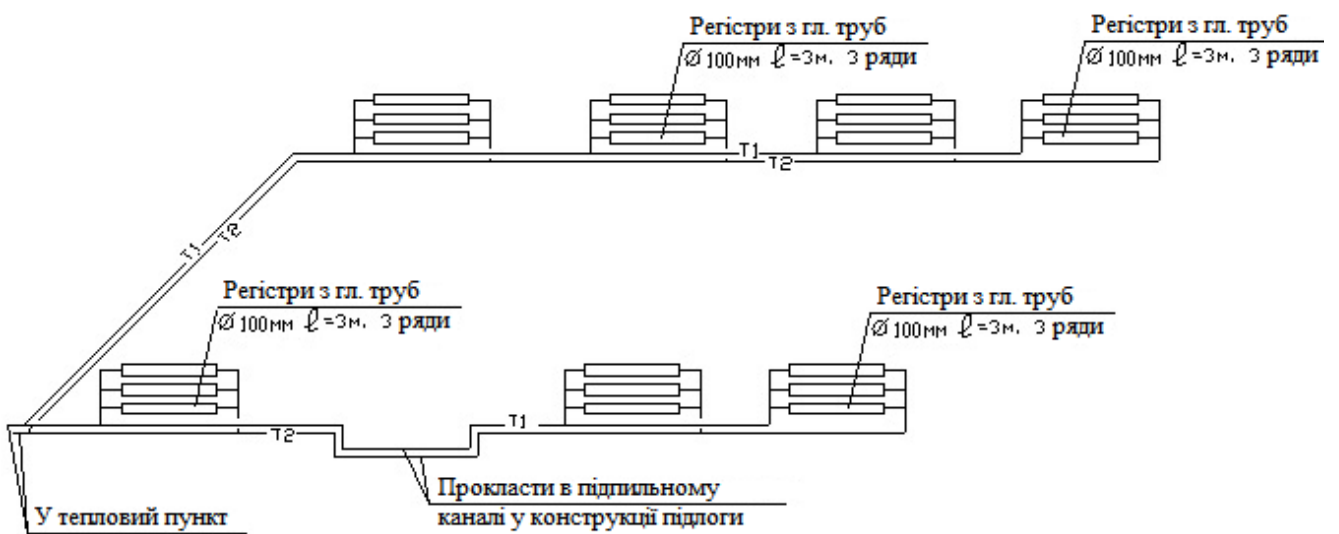 Регістри з гл. труб
Ø 100мм ℓ =3м. 3 ряди
Регістри з гл. труб
Ø 100мм ℓ =3м. 3 ряди
T1
T2
T1
T2
Регістри з гл. труб
Ø 100мм ℓ =3м. 3 ряди
Регістри з гл. труб
Ø 100мм ℓ =3м. 3 ряди
T1
T2
Прокласти в підпильному
каналі у конструкції підлоги
У тепловий пункт